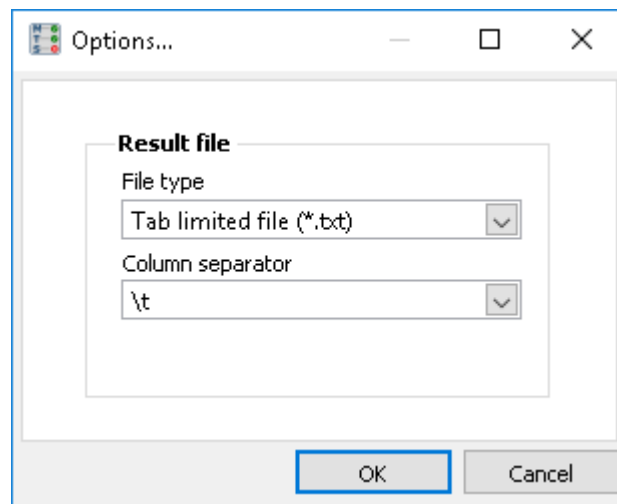 Options...
Result file
File type
Tab limited file (*.txt)
Column separator
\t
OK Cancel